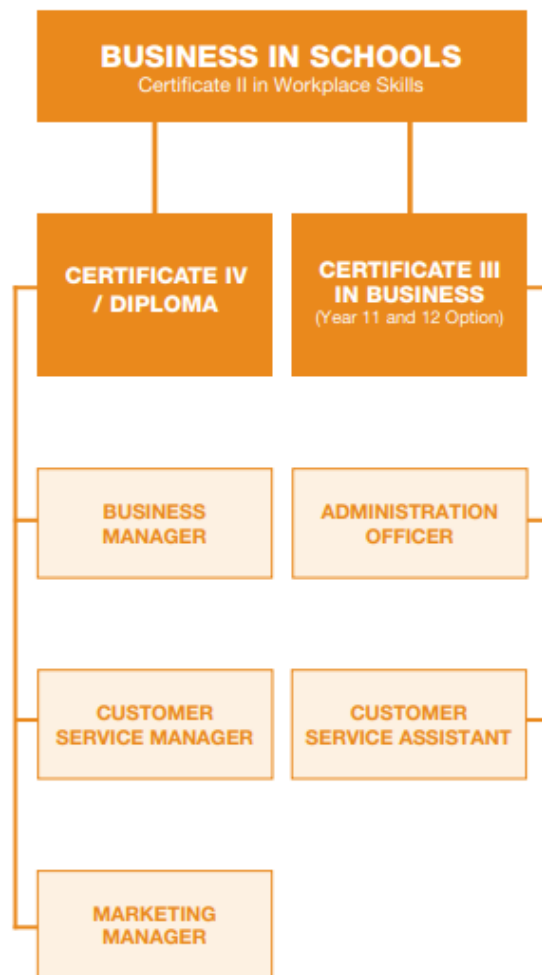 BUSINESS IN SCHOOLS
Certificate II in Workplace Skills
CERTIFICATE IV
/ DIPLOMA
CERTIFICATE III
IN BUSINESS
(Year 11 and 12 Option)
BUSINESS
MANAGER
ADMINISTRATION
OFFICER
CUSTOMER
SERVICE MANAGER
CUSTOMER
SERVICE ASSISTANT
MARKETING
MANAGER